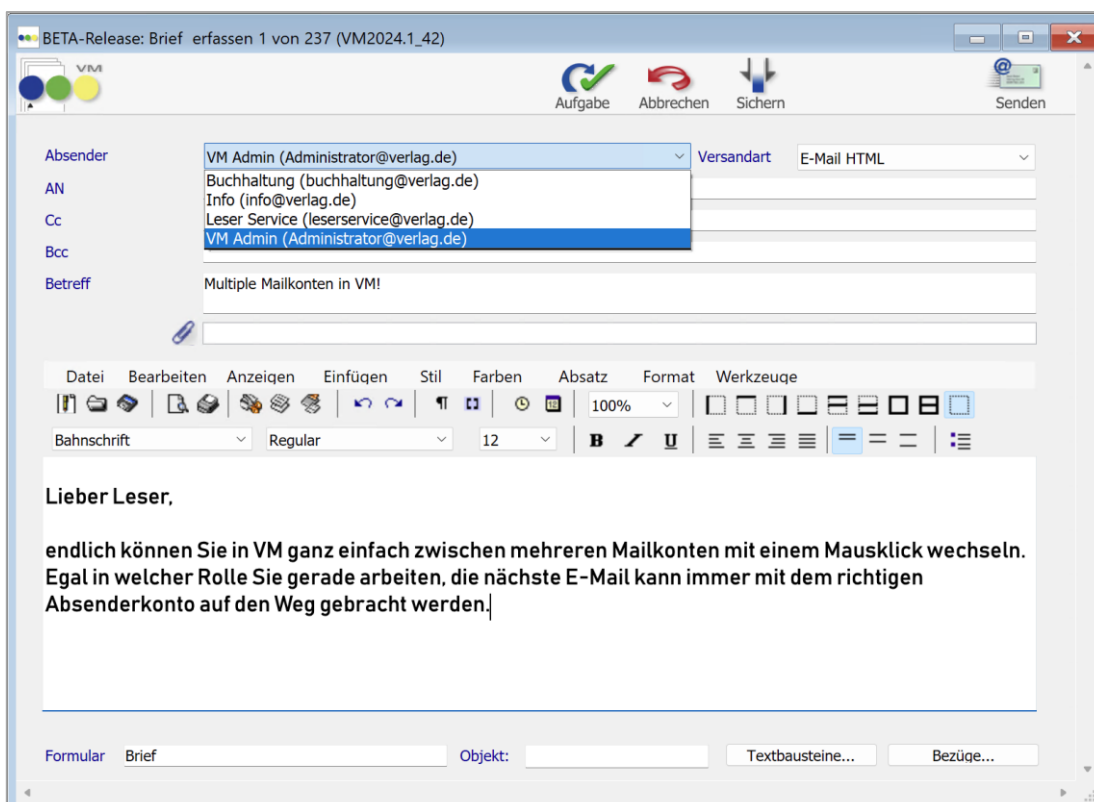 BETA-Release: Brief erfassen 1 von 237 (VM2024.1_42)
VM
Aufgabe Abbrechen Sichern Senden
Absender VM Admin (Administrator@verlag.de) Versandart E-Mail HTML
Buchhaltung (buchhaltung@verlag.de)
AN
Info (info@verlag.de)
Leser Service (leserservice@verlag.de)
Cc
VM Admin (Administrator@verlag.de)
Bcc
Betreff Multiple Mailkonten in VM!
Datei Bearbeiten Anzeigen Einfügen Stil Farben Absatz Format Werkzeuge
12 100%
Bahnschrift Regular 12 B I U
Lieber Leser,
endlich können Sie in VM ganz einfach zwischen mehreren Mailkonten mit einem Mausklick wechseln.
Egal in welcher Rolle Sie gerade arbeiten, die nächste E-Mail kann immer mit dem richtigen
Absenderkonto auf den Weg gebracht werden.
Formular Brief Objekt: Textbausteine... Bezüge...